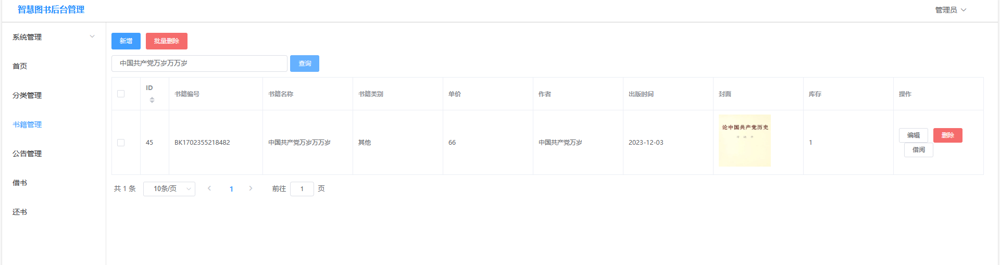 智慧图书后台管理
管理员
系统管理
首页
分类管理
书籍管理
公告管理
借书
还书
新增 批量删除
中国共产党万岁万万岁 查询
ID 书籍编号 书籍名称 书籍类别 单价 作者 出版时间 封面 库存 操作
45 BK1702355218482 中国共产党万岁万万岁 其他 66 中国共产党万岁 2023-12-03 1
论中国共产党历史
编辑 删除
借阅
共 1 条 10条/页 1 前往 1 页